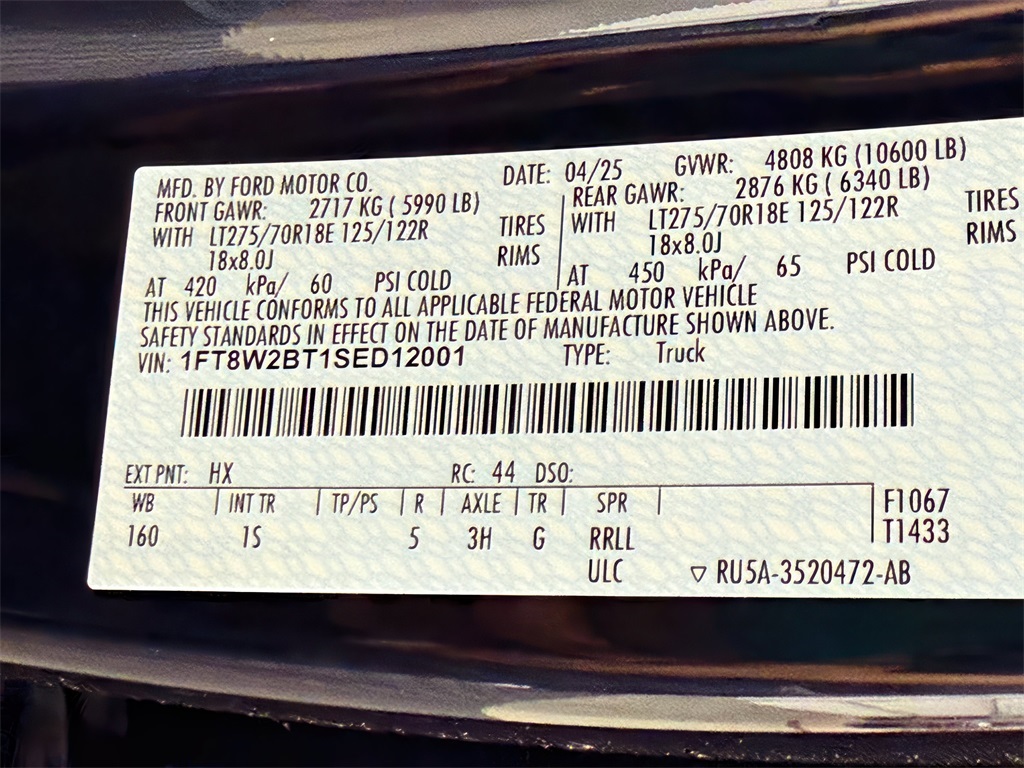 MFD. BY FORD MOTOR CO. DATE: 04/25 GVWR: 4808 KG (10600 LB)
FRONT GAWR: 2717 KG ( 5990 LB) REAR GAWR: 2876 KG ( 6340 LB)
WITH LT275/70R18E 125/122R TIRES WITH LT275/70R18E 125/122R TIRES
18x8.0J RIMS 18x8.0J RIMS
AT 420 kPa/ 60 PSI COLD AT 450 kPa/ 65 PSI COLD
THIS VEHICLE CONFORMS TO ALL APPLICABLE FEDERAL MOTOR VEHICLE
SAFETY STANDARDS IN EFFECT ON THE DATE OF MANUFACTURE SHOWN ABOVE.
VIN: 1FT8W2BT1SED12001 TYPE: Truck
EXT PNT: HX RC: 44 DSO:
WB | INT TR | TP/PS | R | AXLE | TR | SPR | F1067
160 1S 5 3H G RRLL T1433
ULC ▽ RU5A-3520472-AB